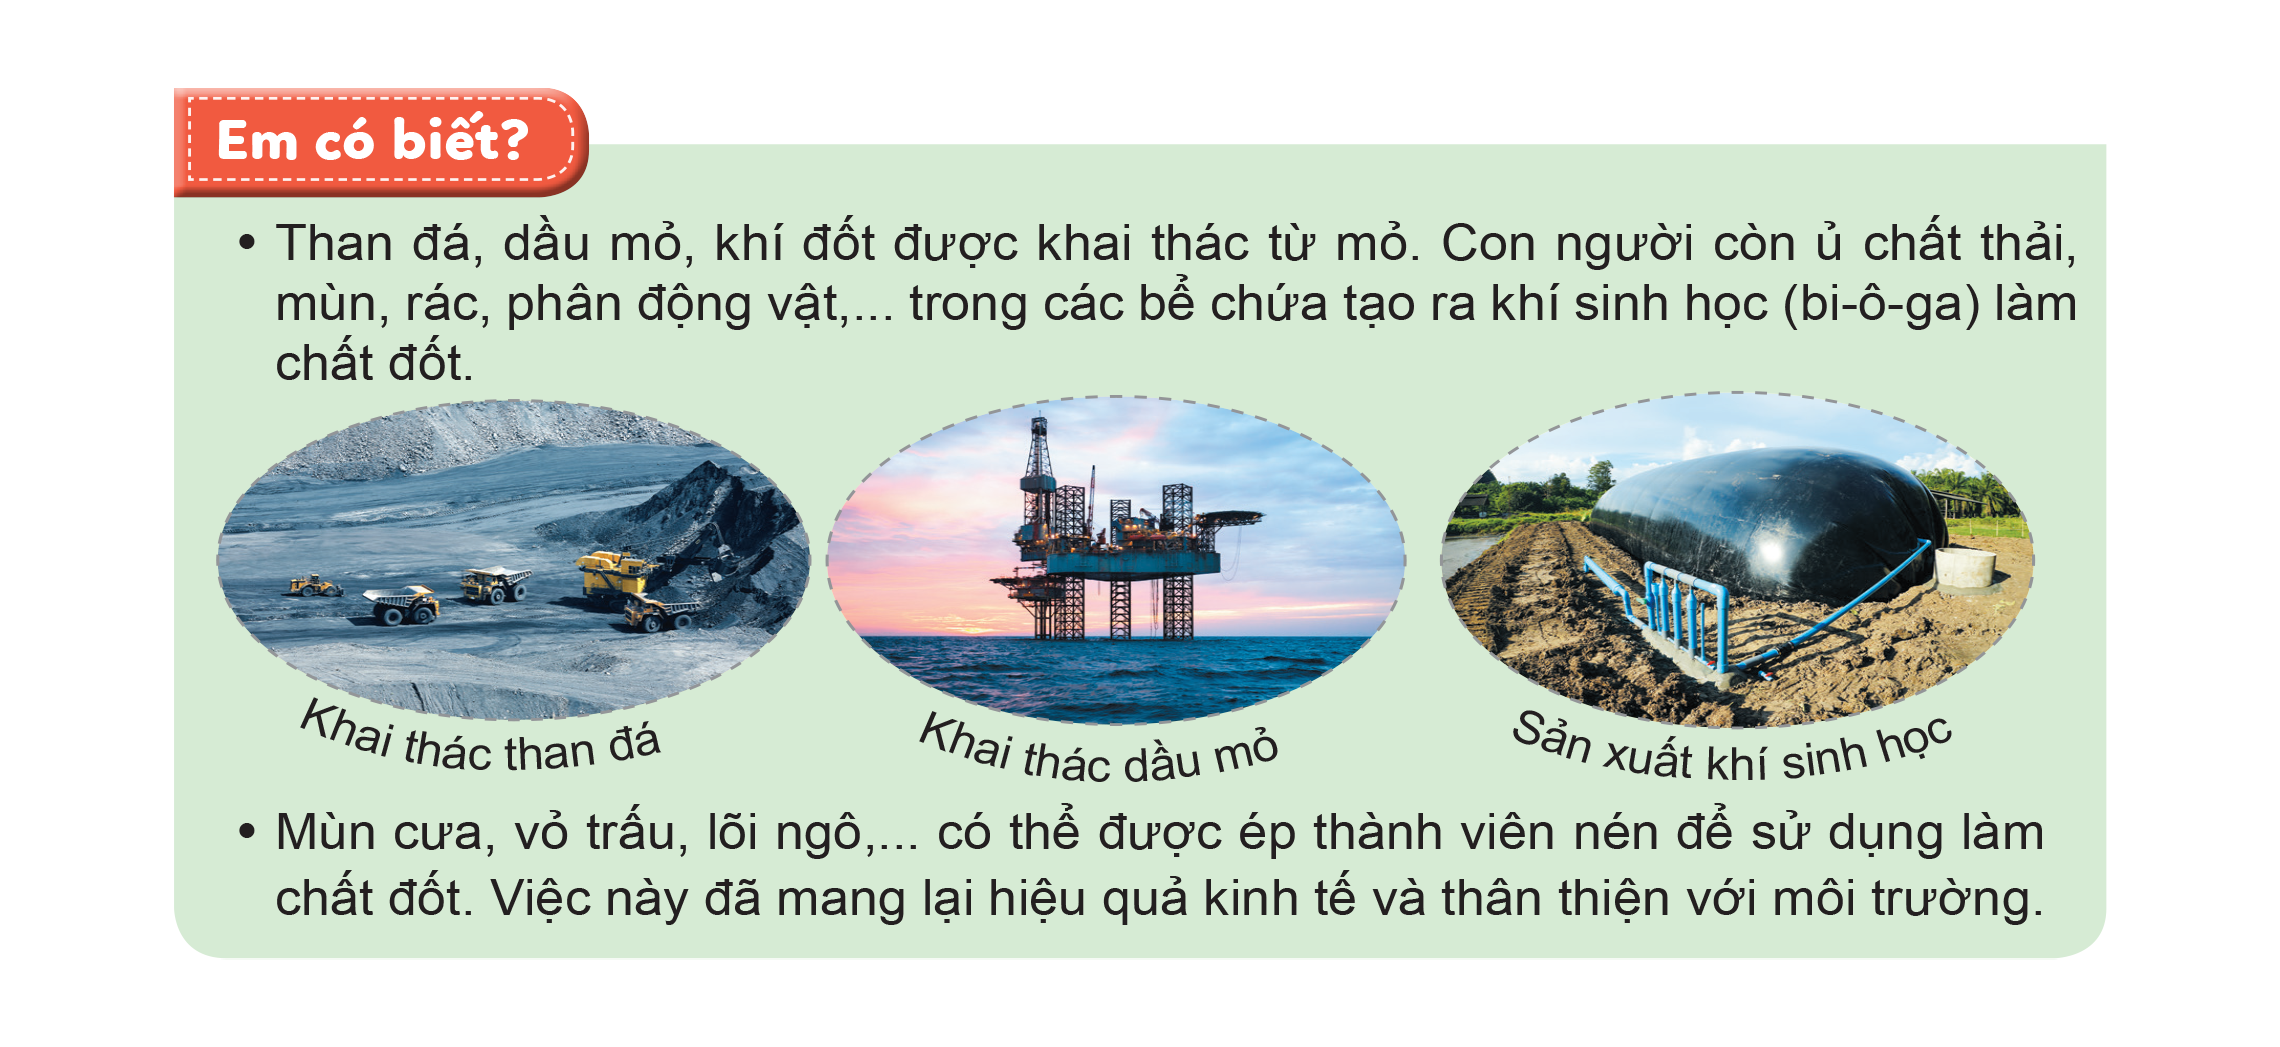 Em có biết?
• Than đá, dầu mỏ, khí đốt được khai thác từ mỏ. Con người còn ủ chất thải,
mùn, rác, phân động vật,... trong các bể chứa tạo ra khí sinh học (bi-ô-ga) làm
chất đốt.
Khai thác than đá
Khai thác dầu mỏ
Sản xuất khí sinh học
• Mùn cưa, vỏ trấu, lõi ngô,... có thể được ép thành viên nén để sử dụng làm
chất đốt. Việc này đã mang lại hiệu quả kinh tế và thân thiện với môi trường.